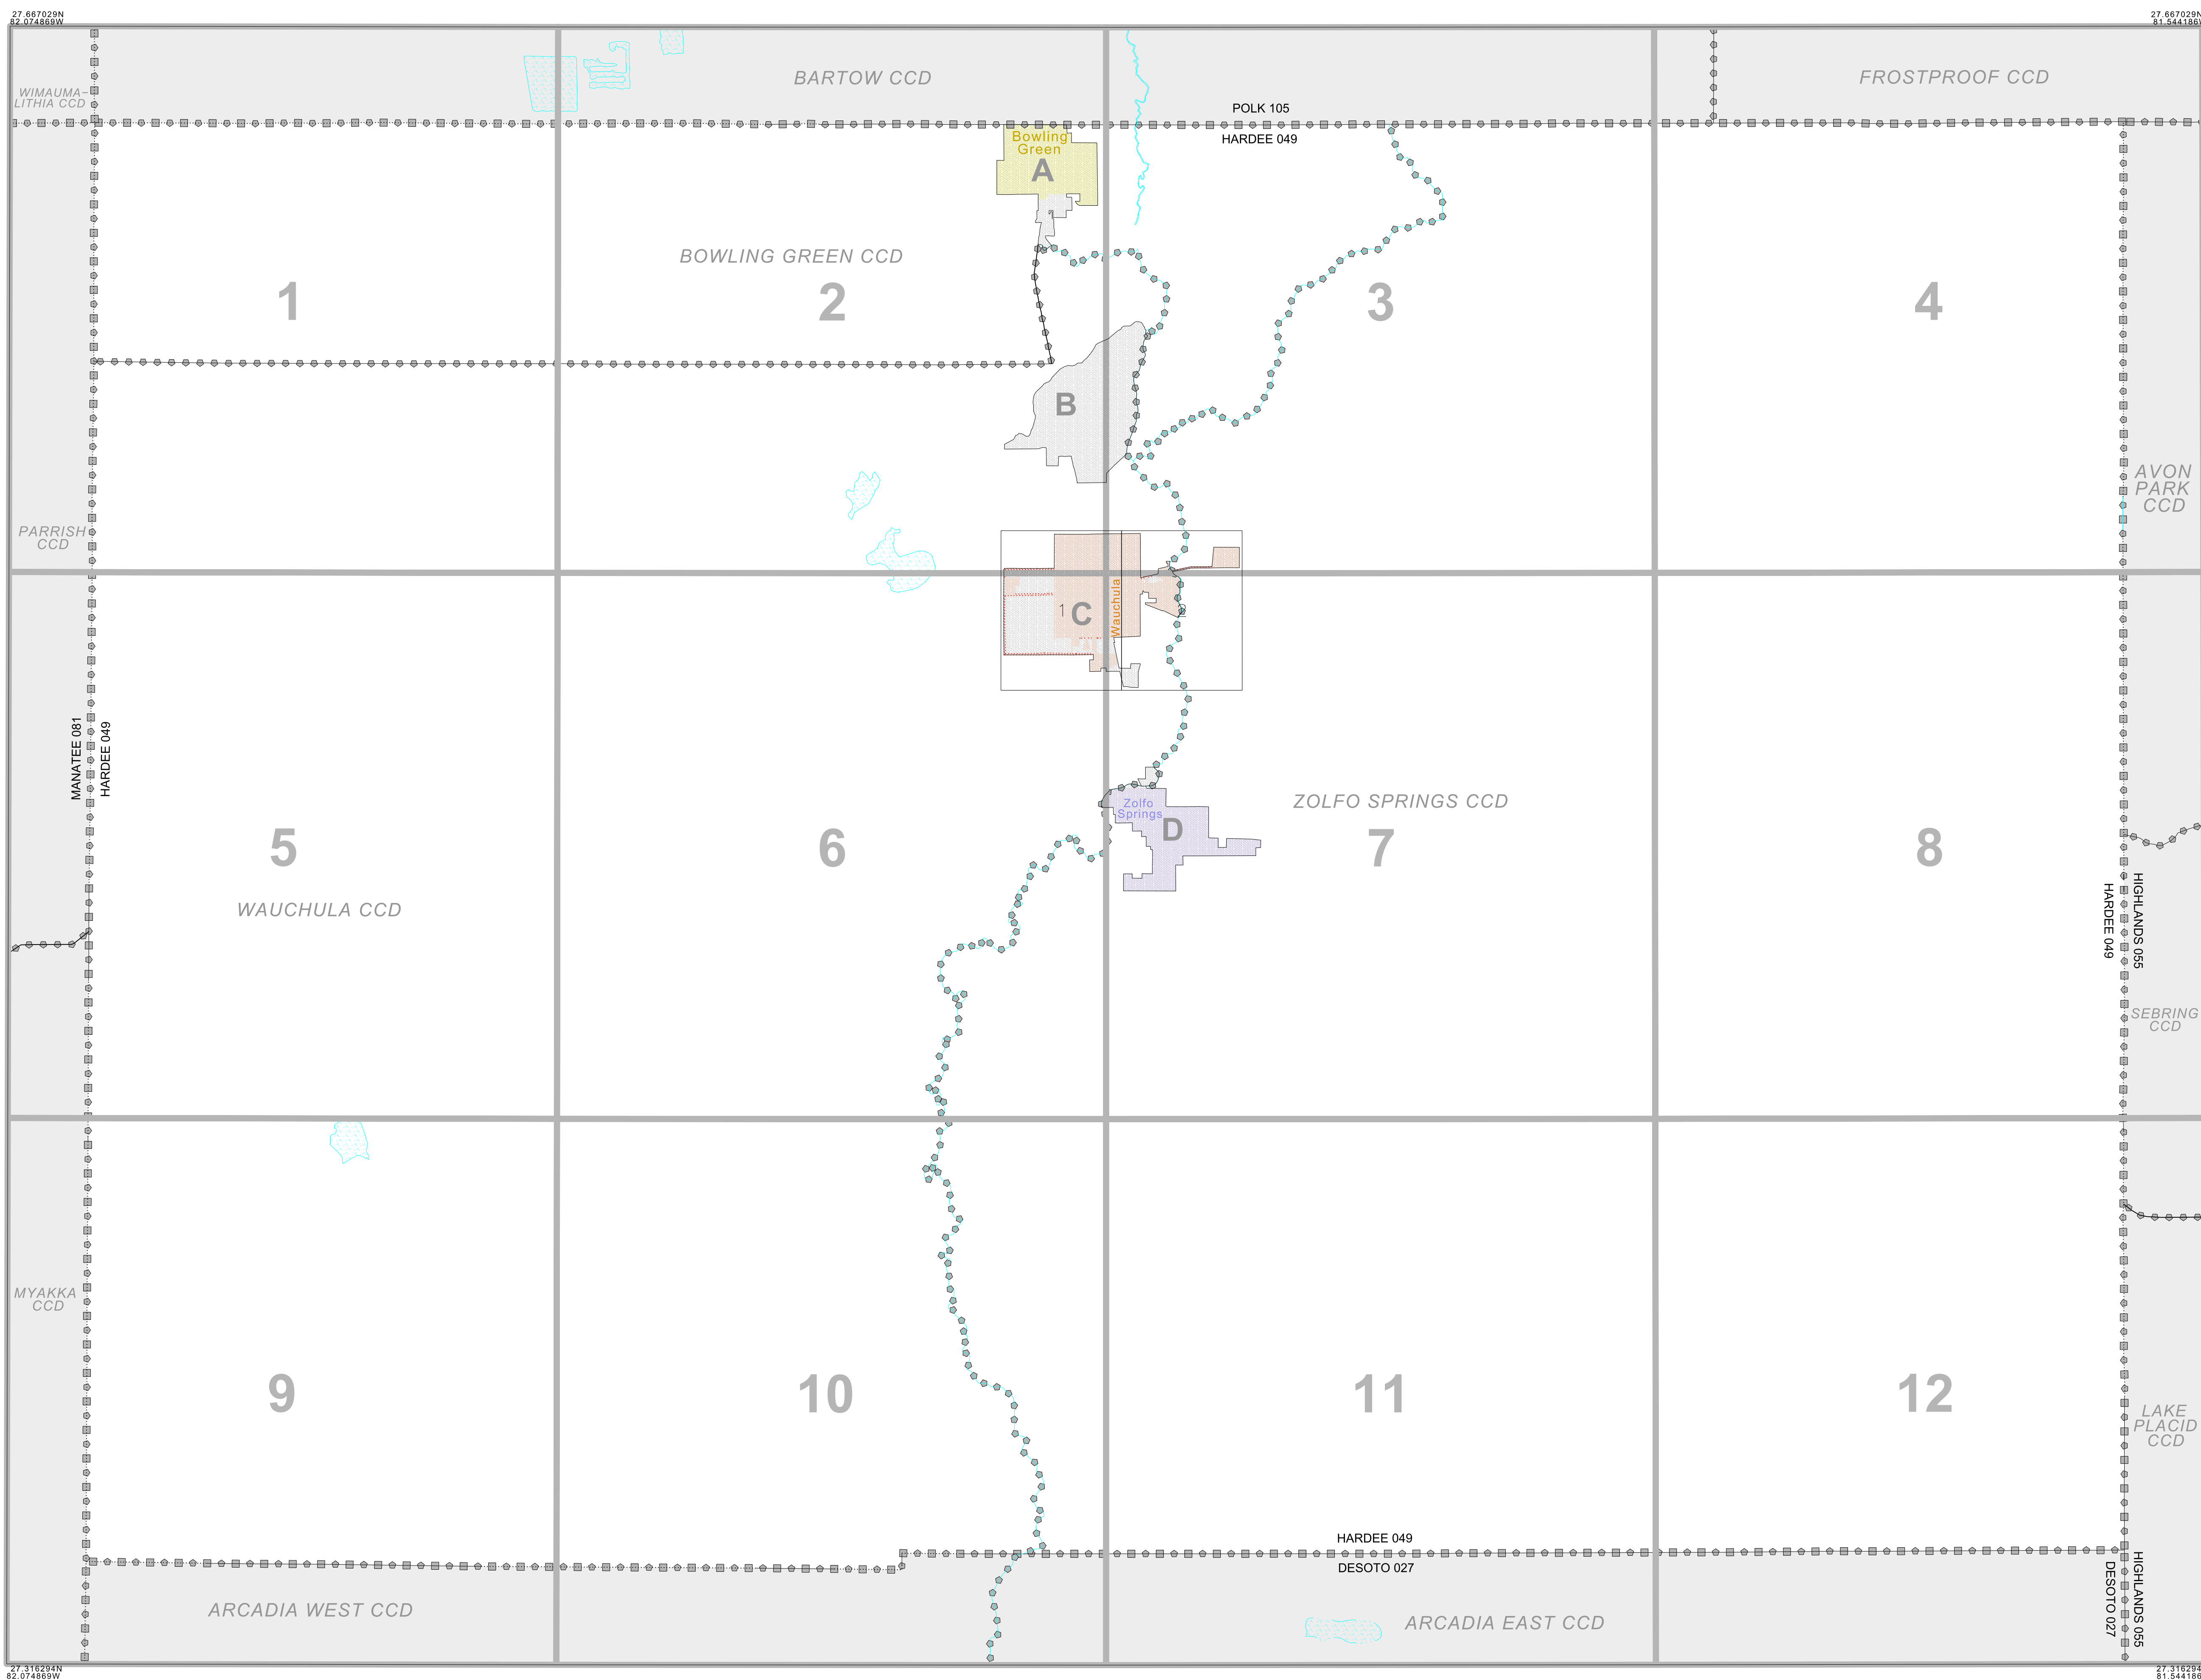 27.667029N
82.074869W
27.667029N
81.544186W
BARTOW CCD
FROSTPROOF CCD
WIMAUMA–
LITHIA CCD
POLK 105
HARDEE 049
Bowling
Green
A
BOWLING GREEN CCD
1
2
3
4
B
AVON
PARK
CCD
PARRISH
CCD
1
C
Wauchula
2
MANATEE 081
HARDEE 049
ZOLFO SPRINGS CCD
Zolfo
Springs
D
5
6
7
8
WAUCHULA CCD
HARDEE 049
HIGHLANDS 055
SEBRING
CCD
MYAKKA
CCD
9
10
11
12
LAKE
PLACID
CCD
HARDEE 049
DESOTO 027
DESOTO 027
HIGHLANDS 055
ARCADIA WEST CCD
ARCADIA EAST CCD
27.316294N
82.074869W
27.316294N
81.544186W